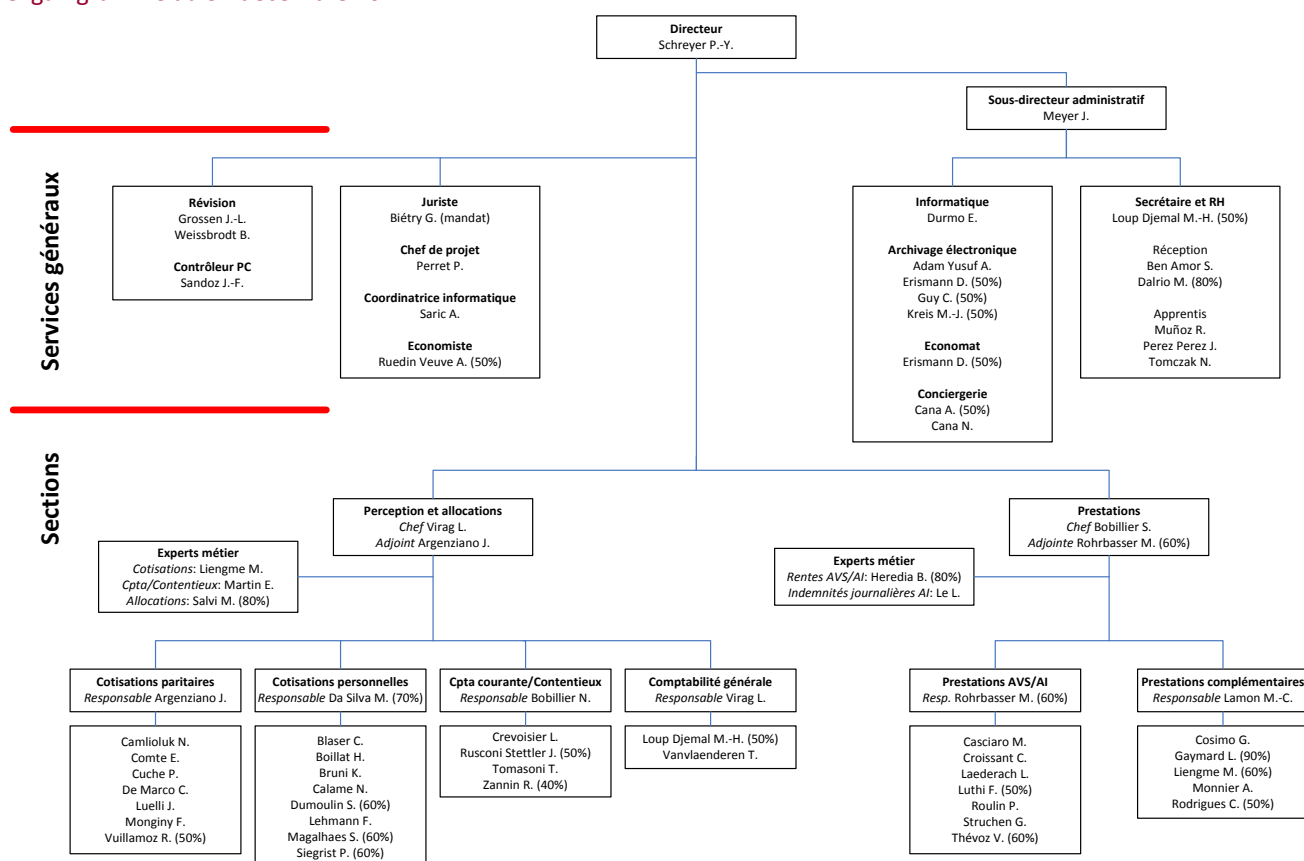 Directeur
Schreyer P.-Y.
Sous-directeur administratif
Meyer J.
Services généraux
Révision
Grossen J.-L.
Weissbrodt B.
Contrôleur PC
Sandoz J.-F.
Juriste
Biétry G. (mandat)
Chef de projet
Perret P.
Coordinatrice informatique
Saric A.
Economiste
Ruedin Veuve A. (50%)
Informatique
Durmo E.
Archivage électronique
Adam Yusuf A.
Erismann D. (50%)
Guy C. (50%)
Kreis M.-J. (50%)
Economat
Erismann D. (50%)
Conciergerie
Cana A. (50%)
Cana N.
Secrétaire et RH
Loup Djemal M.-H. (50%)
Réception
Ben Amor S.
Dalrio M. (80%)
Apprentis
Muñoz R.
Perez Perez J.
Tomczak N.
Sections
Perception et allocations
Chef Virag L.
Adjoint Argenziano J.
Experts métier
Cotisations: Liengme M.
Cpta/Contentieux: Martin E.
Allocations: Salvi M. (80%)
Prestations
Chef Bobillier S.
Adjointe Rohrbasser M. (60%)
Experts métier
Rentes AVS/AI: Heredia B. (80%)
Indemnités journalières AI: Le L.
Cotisations paritaires
Responsable Argenziano J.
Camlioluk N.
Comte E.
Cuche P.
De Marco C.
Luelli J.
Monginy F.
Vuillamoz R. (50%)
Cotisations personnelles
Responsable Da Silva M. (70%)
Blaser C.
Boillat H.
Bruni K.
Calame N.
Dumoulin S. (60%)
Lehmann F.
Magalhaes S. (60%)
Siegrist P. (60%)
Cpta courante/Contentieux
Responsable Bobillier N.
Crevoisier L.
Rusconi Stettler J. (50%)
Tomasoni T.
Zannin R. (40%)
Comptabilité générale
Responsable Virag L.
Loup Djemal M.-H. (50%)
Vanvlaenderen T.
Prestations AVS/AI
Resp. Rohrbasser M. (60%)
Casciaro M.
Croissant C.
Laederach L.
Luthi F. (50%)
Roulin P.
Struchen G.
Thévoz V. (60%)
Prestations complémentaires
Responsable Lamon M.-C.
Cosimo G.
Gaymard L. (90%)
Liengme M. (60%)
Monnier A.
Rodrigues C. (50%)